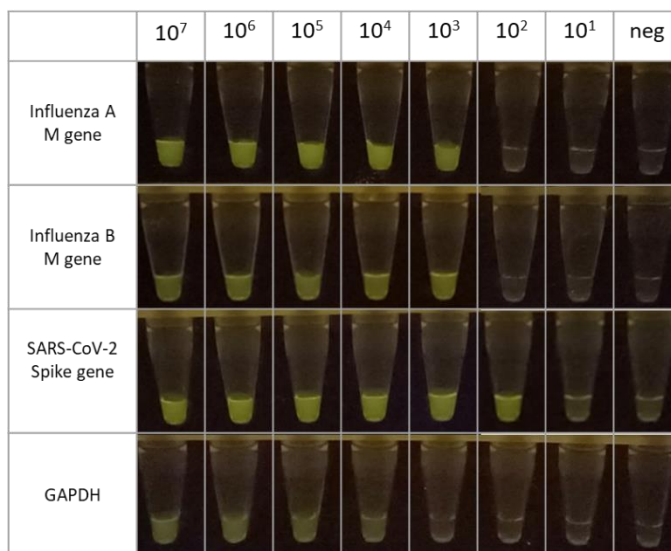 10⁷ 10⁶ 10⁵ 10⁴ 10³ 10² 10¹ neg
Influenza A
M gene
Influenza B
M gene
SARS-CoV-2
Spike gene
GAPDH